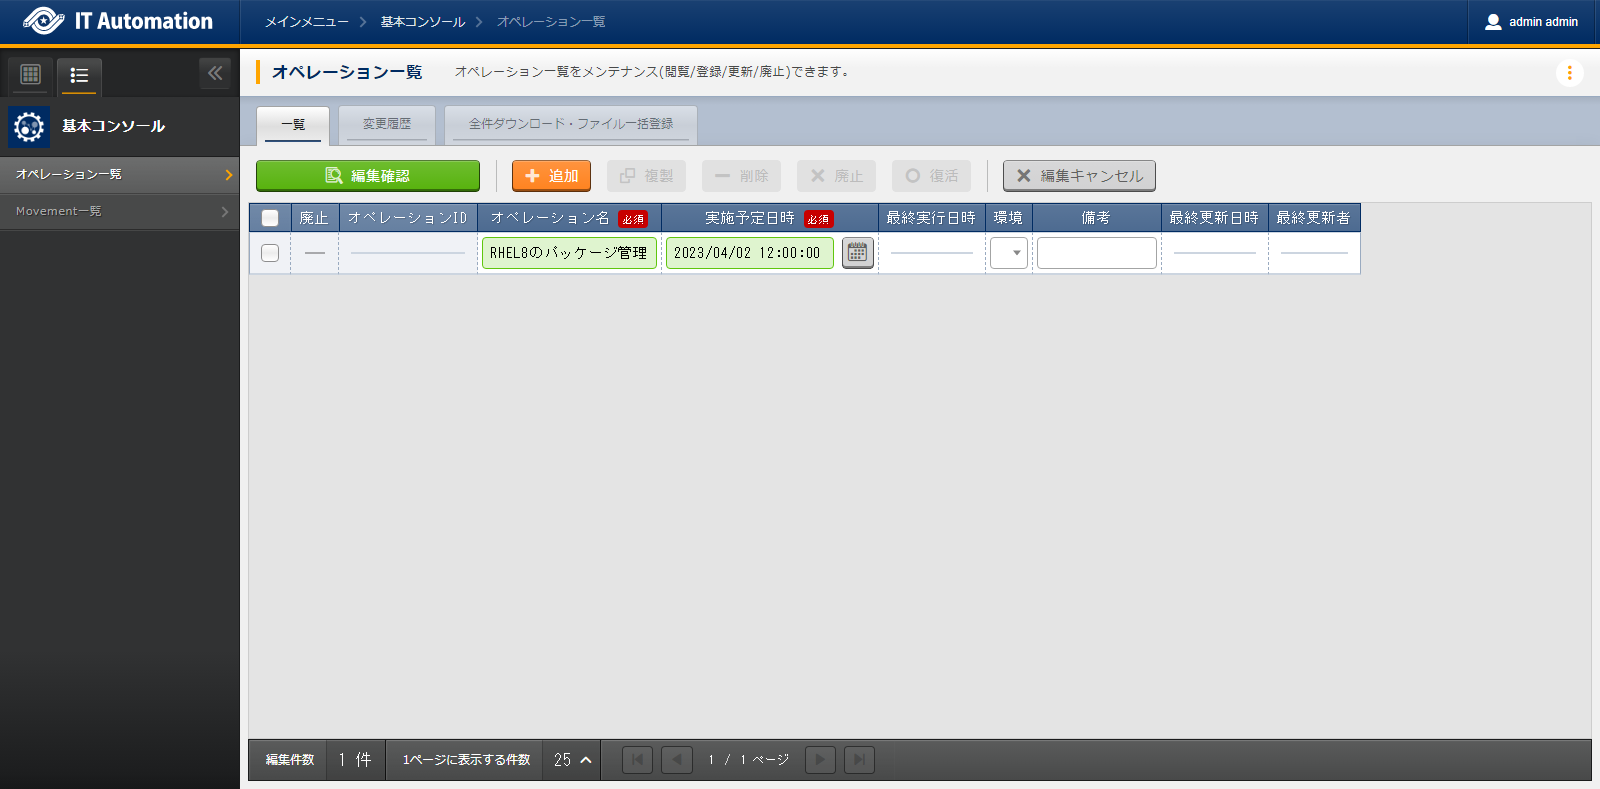 IT Automation
メインメニュー
基本コンソール
オペレーション一覧
admin admin
基本コンソール
オペレーション一覧
Movement一覧
オペレーション一覧
オペレーション一覧をメンテナンス(閲覧/登録/更新/廃止)できます。
一覧
変更履歴
全件ダウンロード・ファイル一括登録
編集確認
追加
複製
削除
廃止
復活
編集キャンセル
廃止
オペレーションID
オペレーション名 必須
実施予定日時 必須
最終実行日時
環境
備考
最終更新日時
最終更新者
RHEL8のパッケージ管理
2023/04/02 12:00:00
編集件数
1 件
1ページに表示する件数
25
1 / 1 ページ